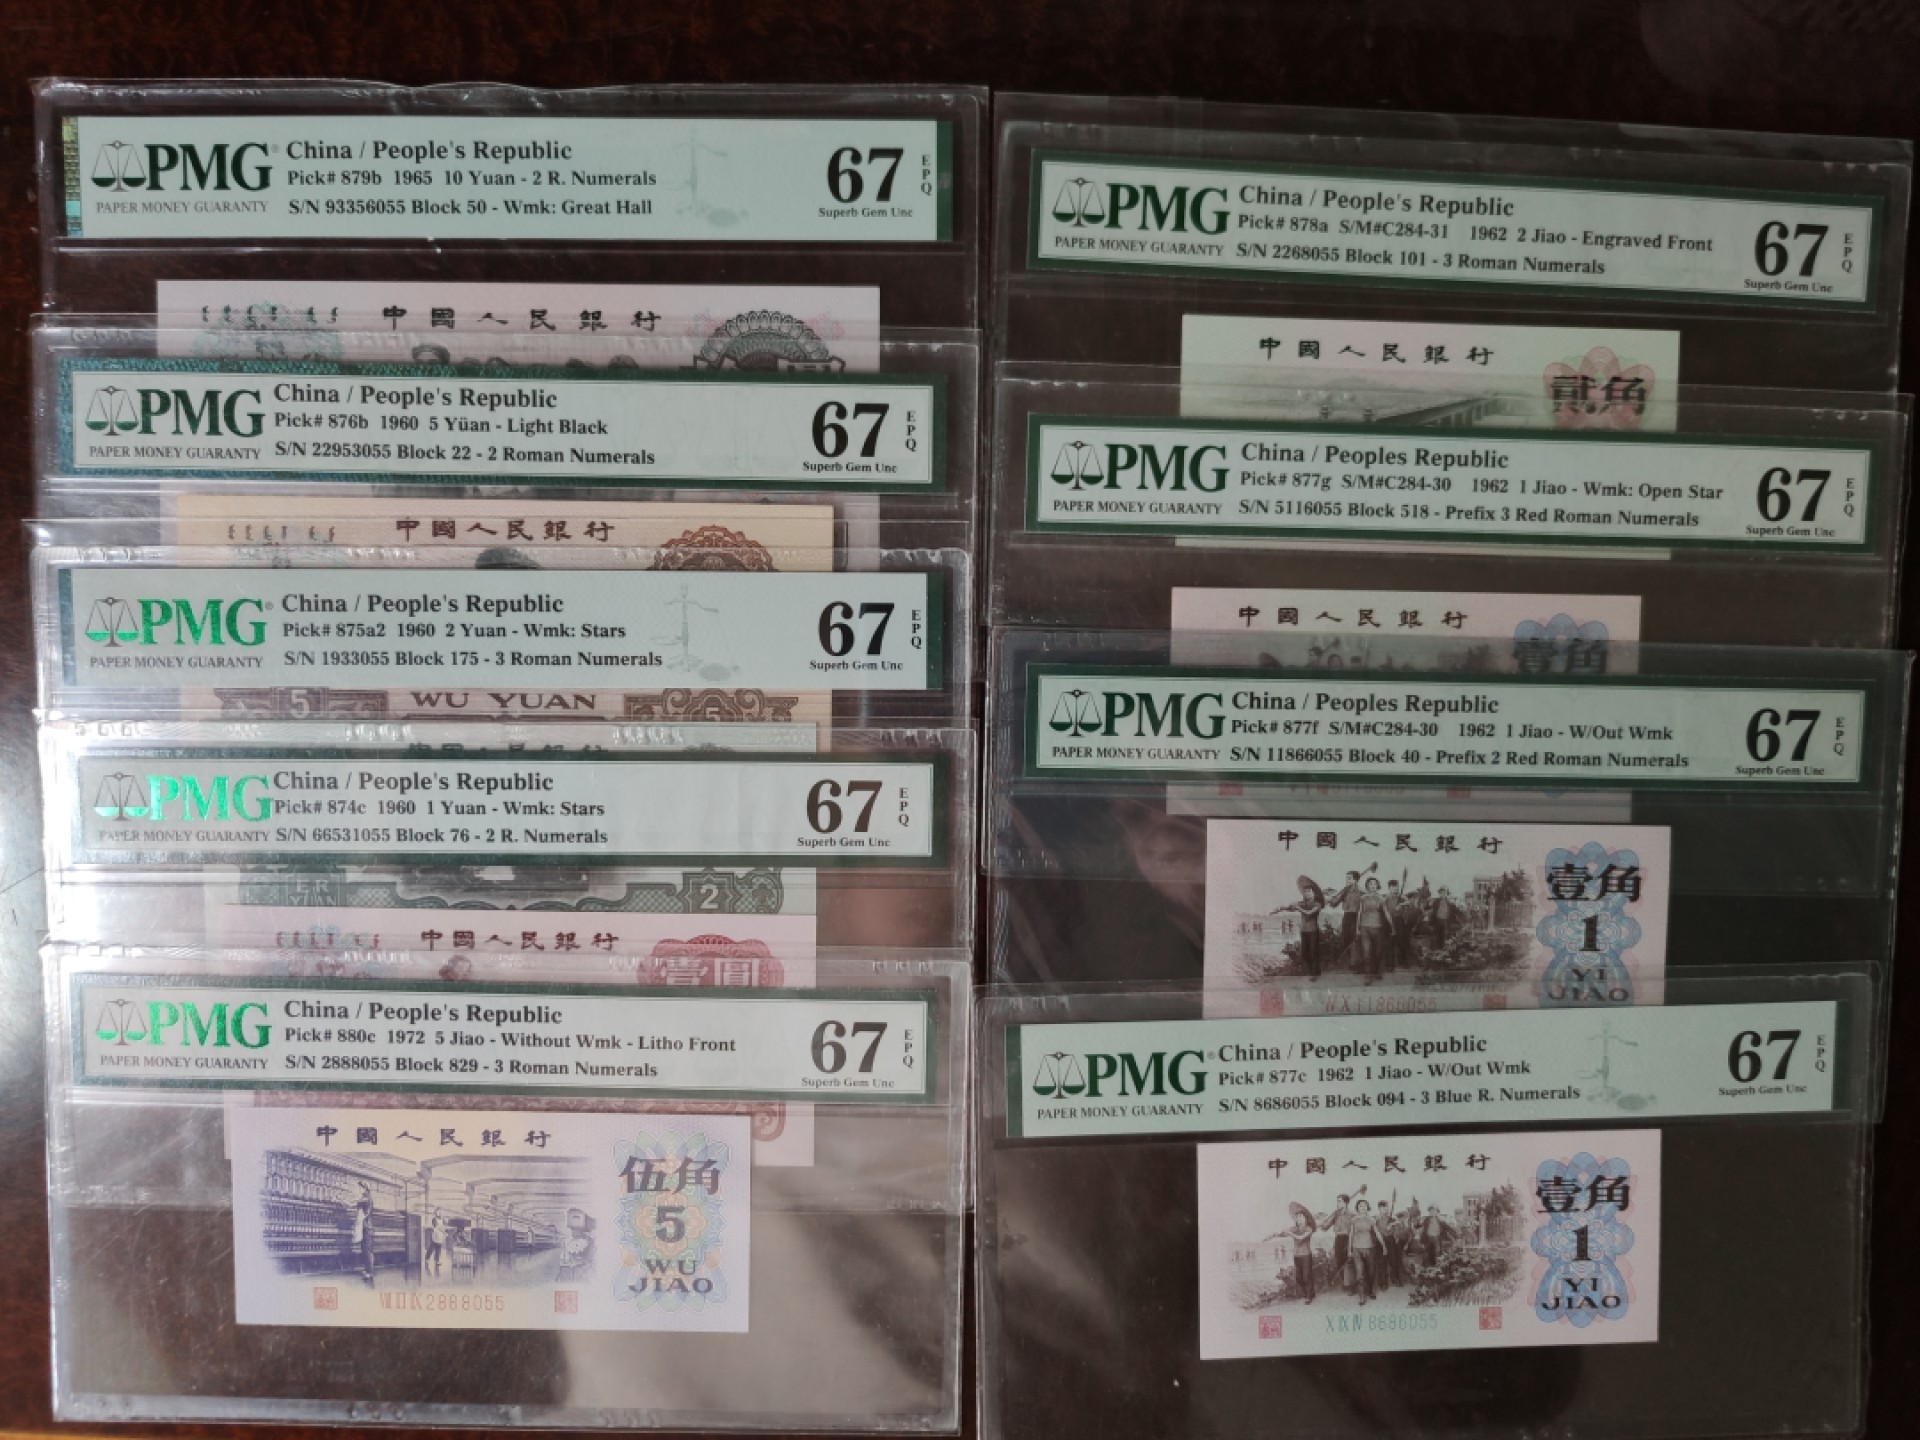 PMG
PAPER MONEY GUARANTY
China / People's Republic
Pick# 879b 1965 10 Yuan - 2 R. Numerals
S/N 93356055 Block 50 - Wmk: Great Hall
67
EPQ
Superb Gem Unc
中國人民銀行
PMG
PAPER MONEY GUARANTY
China / People's Republic
Pick# 876b 1960 5 Yüan - Light Black
S/N 22953055 Block 22 - 2 Roman Numerals
67
EPQ
Superb Gem Unc
中國人民銀行
PMG
PAPER MONEY GUARANTY
China / People's Republic
Pick# 875a2 1960 2 Yuan - Wmk: Stars
S/N 1933055 Block 175 - 3 Roman Numerals
67
EPQ
Superb Gem Unc
5 WU YUAN 5
PMG
PAPER MONEY GUARANTY
China / People's Republic
Pick# 874c 1960 1 Yuan - Wmk: Stars
S/N 66531055 Block 76 - 2 R. Numerals
67
EPQ
Superb Gem Unc
ER
YUAN
2
中國人民銀行
壹圓
PMG
PAPER MONEY GUARANTY
China / People's Republic
Pick# 880c 1972 5 Jiao - Without Wmk - Litho Front
S/N 2888055 Block 829 - 3 Roman Numerals
67
EPQ
Superb Gem Unc
中國人民銀行
伍角
5
WU
JIAO
VIII II IX 2888055
PMG
PAPER MONEY GUARANTY
China / People's Republic
Pick# 878a S/M#C284-31 1962 2 Jiao - Engraved Front
S/N 2268055 Block 101 - 3 Roman Numerals
67
EPQ
Superb Gem Unc
中國人民銀行
貳角
PMG
PAPER MONEY GUARANTY
China / Peoples Republic
Pick# 877g S/M#C284-30 1962 1 Jiao - Wmk: Open Star
S/N 5116055 Block 518 - Prefix 3 Red Roman Numerals
67
EPQ
Superb Gem Unc
中國人民銀行
壹角
PMG
PAPER MONEY GUARANTY
China / Peoples Republic
Pick# 877f S/M#C284-30 1962 1 Jiao - W/Out Wmk
S/N 11866055 Block 40 - Prefix 2 Red Roman Numerals
67
EPQ
Superb Gem Unc
中國人民銀行
壹角
1
YI
JIAO
IV X 11866055
PMG
PAPER MONEY GUARANTY
China / People's Republic
Pick# 877c 1962 1 Jiao - W/Out Wmk
S/N 8686055 Block 094 - 3 Blue R. Numerals
67
EPQ
Superb Gem Unc
中國人民銀行
壹角
1
YI
JIAO
X IX IV 8686055